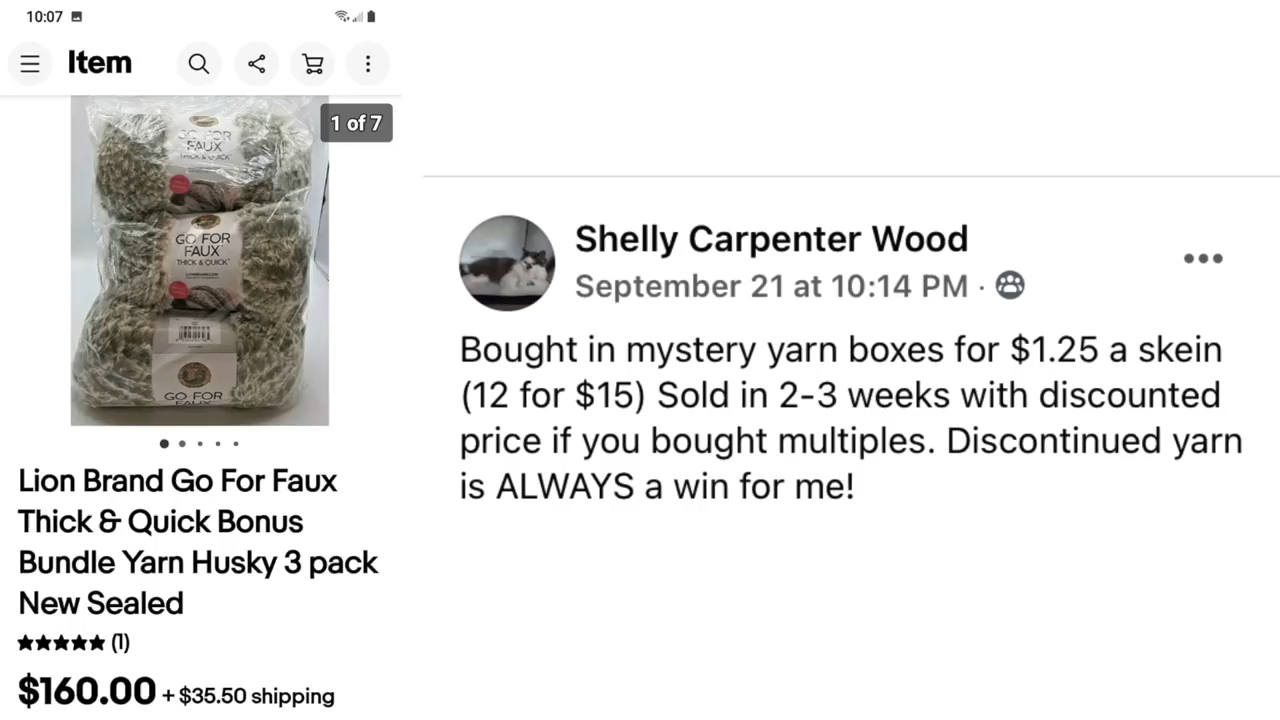 10:07
Item
1 of 7
GO FOR
FAUX
THICK & QUICK
GO FOR
FAUX
THICK & QUICK
GO FOR
FAUX
Lion Brand Go For Faux
Thick & Quick Bonus
Bundle Yarn Husky 3 pack
New Sealed
(1)
$160.00 + $35.50 shipping
Shelly Carpenter Wood
September 21 at 10:14 PM ·
Bought in mystery yarn boxes for $1.25 a skein
(12 for $15) Sold in 2-3 weeks with discounted
price if you bought multiples. Discontinued yarn
is ALWAYS a win for me!